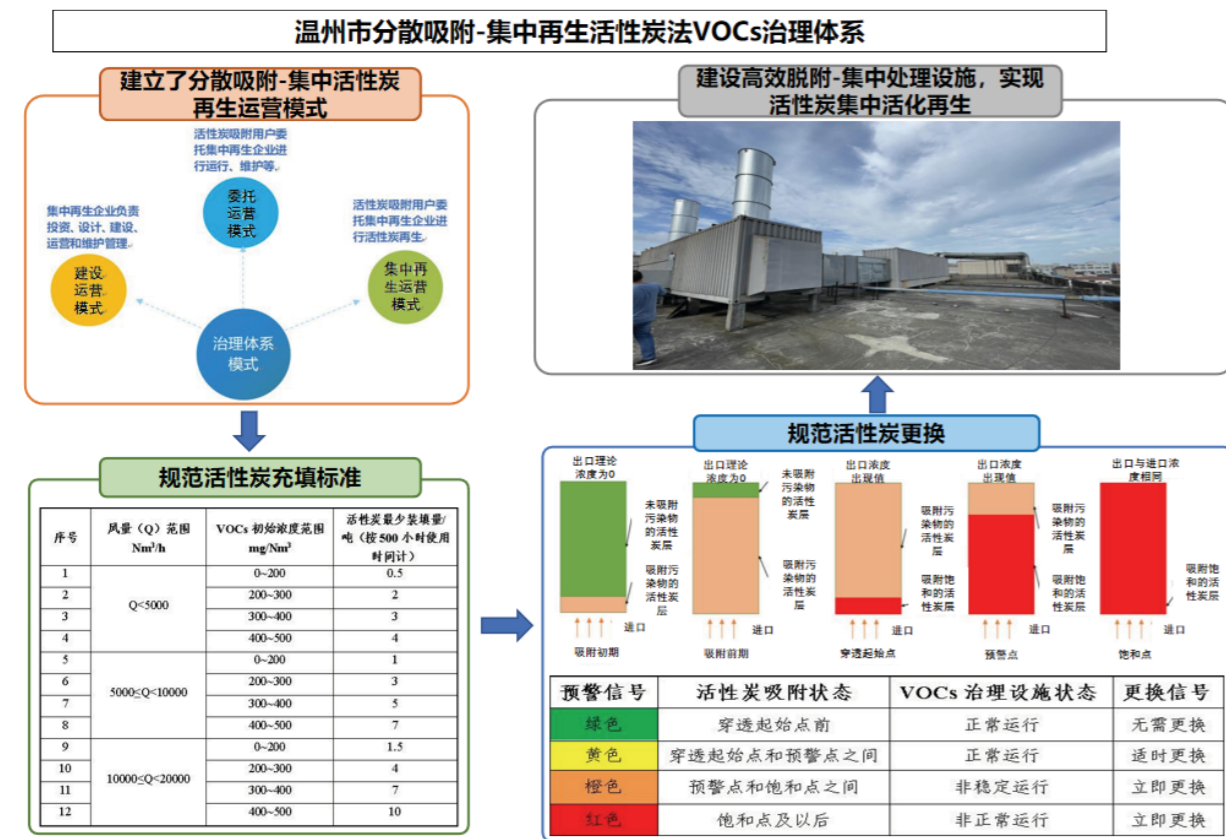 温州市分散吸附-集中再生活性炭法VOCs治理体系
建立了分散吸附-集中活性炭
再生运营模式
活性炭吸附用户委
托集中再生企业进
行运行、维护等
委托
运营
模式
集中再生企业负责
投资、设计、建设、
运营和维护管理
建设
运营
模式
活性炭吸附用户委
托集中再生企业进
行活性炭再生
集中再
生运营
模式
治理体系
模式
建设高效脱附-集中处理设施，实现
活性炭集中活化再生
规范活性炭充填标准
序号 风量（Q）范围 Nm³/h VOCs 初始浓度范围 mg/Nm³ 活性炭最少装填量/吨（按 500 小时使用时间计）
1 Q<5000 0~200 0.5
2 200~300 2
3 300~400 3
4 400~500 4
5 5000≤Q<10000 0~200 1
6 200~300 3
7 300~400 5
8 400~500 7
9 10000≤Q<20000 0~200 1.5
10 200~300 4
11 300~400 7
12 400~500 10
规范活性炭更换
出口理论
浓度为0
未吸附
污染物
的活性
炭层
吸附污
染物的
活性炭
层
进口
吸附初期
出口理论
浓度为0
未吸附
污染物
的活性
炭层
吸附污
染物的
活性炭
层
进口
吸附前期
出口浓度
出现值
吸附污
染物的
活性炭层
吸附饱
和的活
性炭层
进口
穿透起始点
出口浓度
出现值
吸附污
染物的
活性炭层
吸附饱
和的活
性炭层
进口
预警点
出口与进口浓
度相同
吸附饱
和的活
性炭层
进口
饱和点
预警信号 活性炭吸附状态 VOCs 治理设施状态 更换信号
绿色 穿透起始点前 正常运行 无需更换
黄色 穿透起始点和预警点之间 正常运行 适时更换
橙色 预警点和饱和点之间 非稳定运行 立即更换
红色 饱和点及以后 非正常运行 立即更换